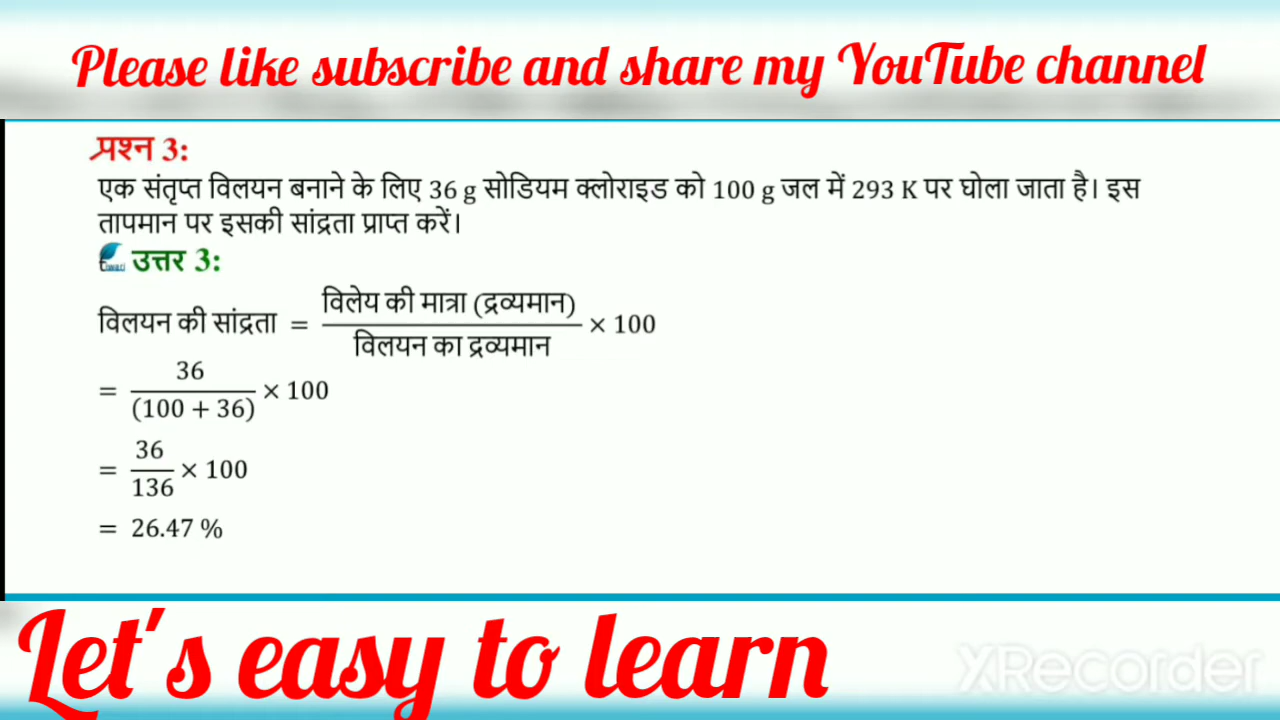 Please like subscribe and share my YouTube channel
प्रश्न 3:
एक संतृप्त विलयन बनाने के लिए 36 g सोडियम क्लोराइड को 100 g जल में 293 K पर घोला जाता है। इस
तापमान पर इसकी सांद्रता प्राप्त करें।
उत्तर 3:
विलयन की सांद्रता = विलेय की मात्रा (द्रव्यमान) / विलयन का द्रव्यमान × 100
= 36 / (100 + 36) × 100
= 36 / 136 × 100
= 26.47 %
Let's easy to learn
XRecorder